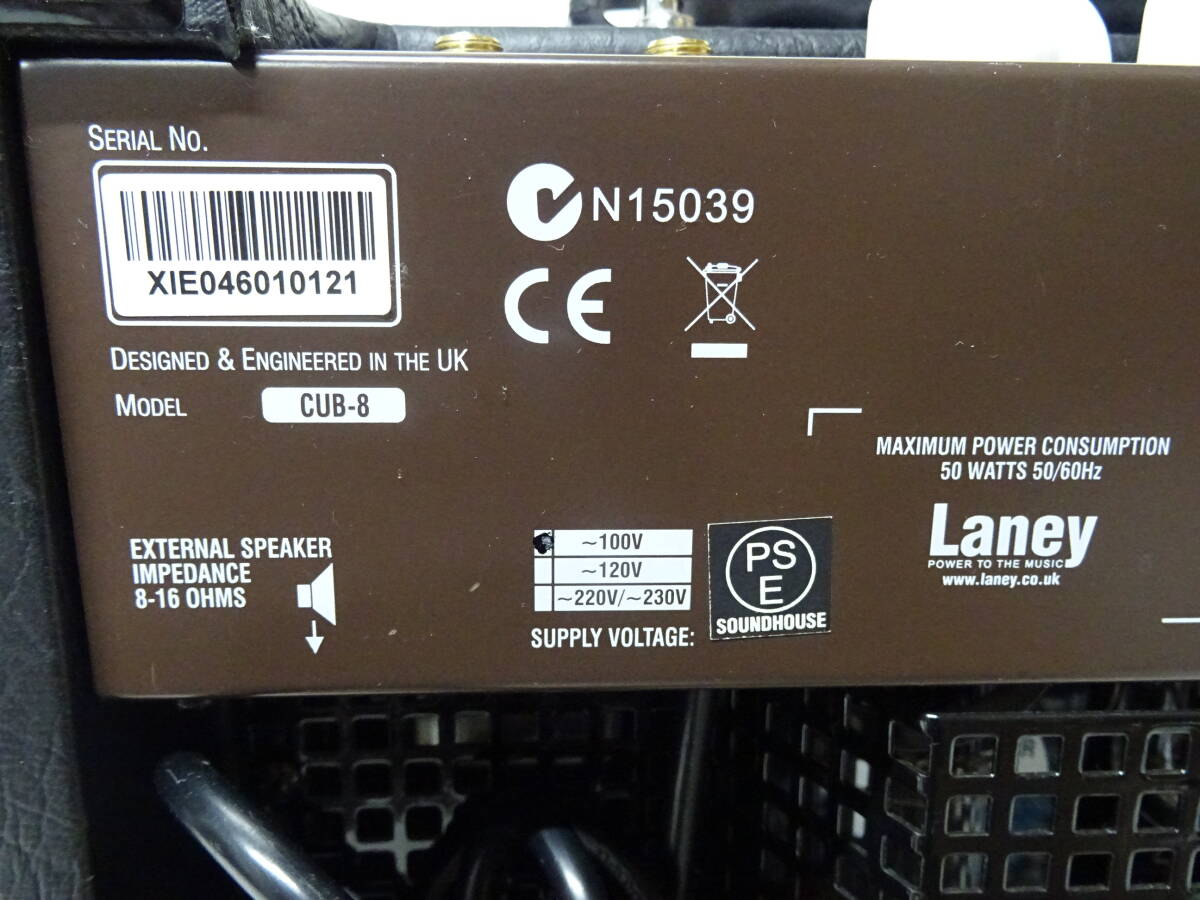 SERIAL NO.
XIE046010121
N15039
CE
DESIGNED & ENGINEERED IN THE UK
MODEL CUB-8
MAXIMUM POWER CONSUMPTION
50 WATTS 50/60Hz
Laney
POWER TO THE MUSIC
www.laney.co.uk
EXTERNAL SPEAKER
IMPEDANCE
8-16 OHMS
~100V
~120V
~220V/~230V
SUPPLY VOLTAGE:
PS
E
SOUNDHOUSE